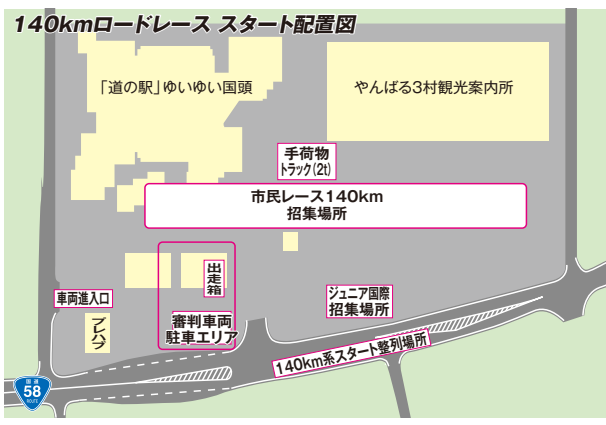 140kmロードレース スタート配置図
「道の駅」ゆいゆい国頭
やんばる3村観光案内所
手荷物
トラック(2t)
市民レース140km
招集場所
出走箱
車両進入口
ジュニア国際
招集場所
プレハブ
審判車両
駐車エリア
140km系スタート整列場所
国道
58
ROUTE